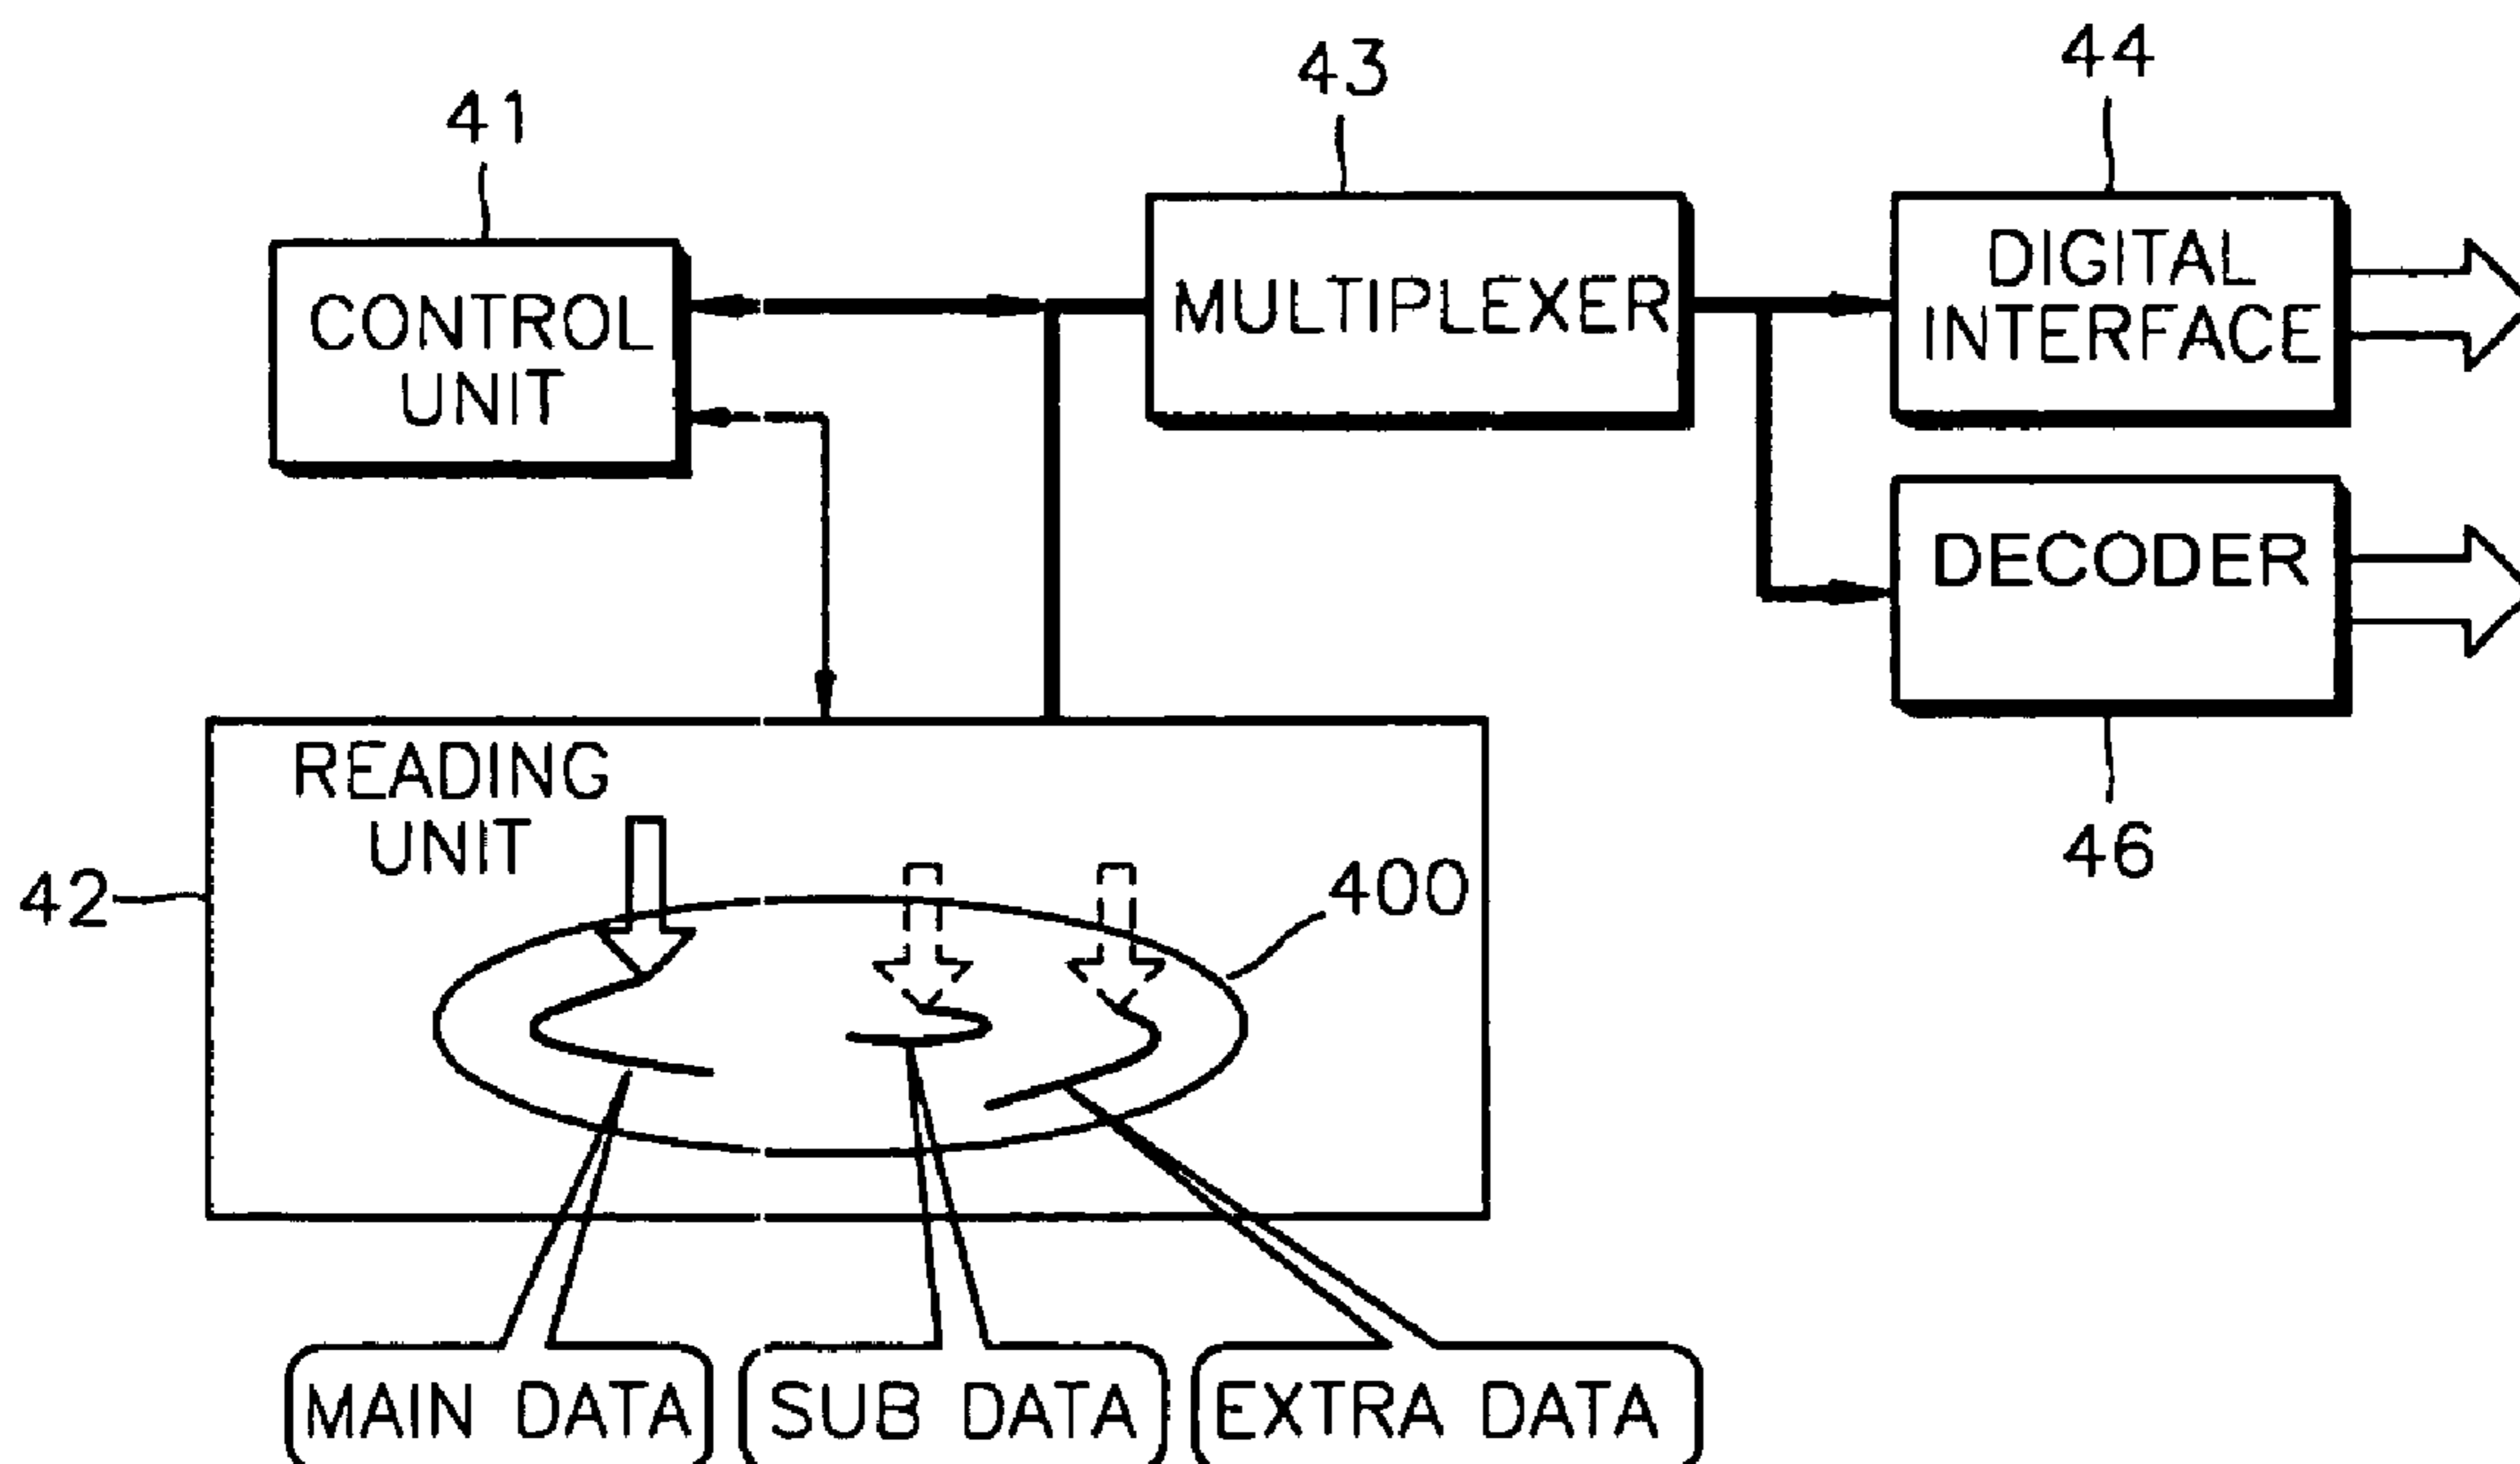 41
43
44
CONTROL
UNIT
MULTIPLEXER
DIGITAL
INTERFACE
DECODER
46
READING
UNIT
42
400
MAIN DATA
SUB DATA
EXTRA DATA